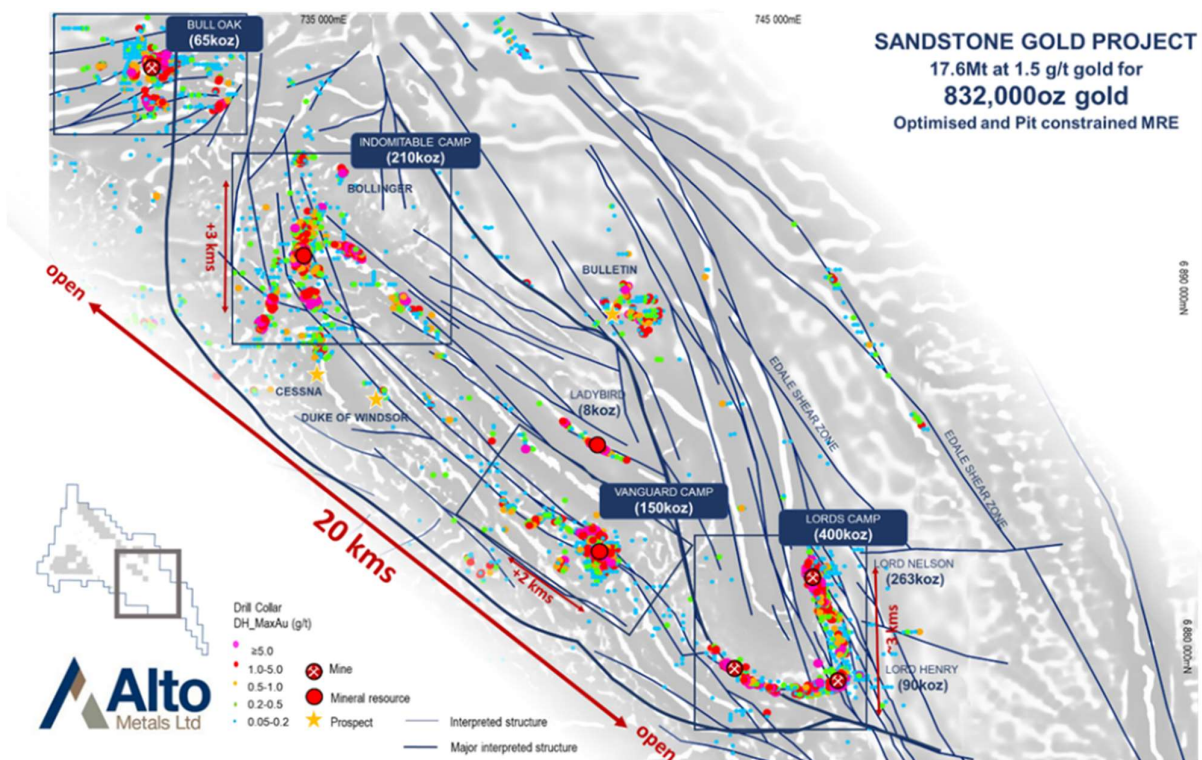 735 000mE
745 000mE
SANDSTONE GOLD PROJECT
17.6Mt at 1.5 g/t gold for
832,000oz gold
Optimised and Pit constrained MRE
BULL OAK
(65koz)
INDOMITABLE CAMP
(210koz)
BOLLINGER
+3 kms
open
BULLETIN
6 890 000mN
CESSNA
DUKE OF WINDSOR
LADYBIRD
(8koz)
EDALE SHEAR ZONE
EDALE SHEAR ZONE
VANGUARD CAMP
(150koz)
LORDS CAMP
(400koz)
LORD NELSON
(263koz)
20 kms
+2 kms
~3 kms
LORD HENRY
(90koz)
6 880 000mN
open
Drill Collar
DH_MaxAu (g/t)
≥5.0
1.0-5.0
0.5-1.0
0.2-0.5
0.05-0.2
Mine
Mineral resource
Prospect
Interpreted structure
Major interpreted structure
Alto
Metals Ltd